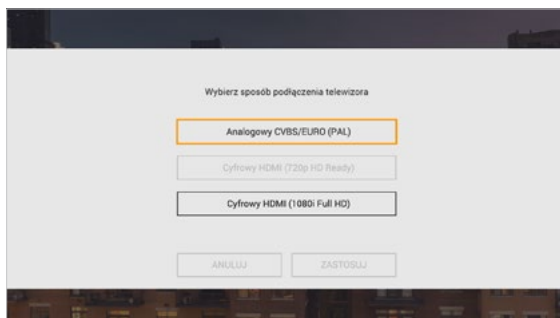 Wybierz sposób podłączenia telewizora
Analogowy CVBS/EURO (PAL)
Cyfrowy HDMI (720p HD Ready)
Cyfrowy HDMI (1080i Full HD)
ANULUJ ZASTOSUJ